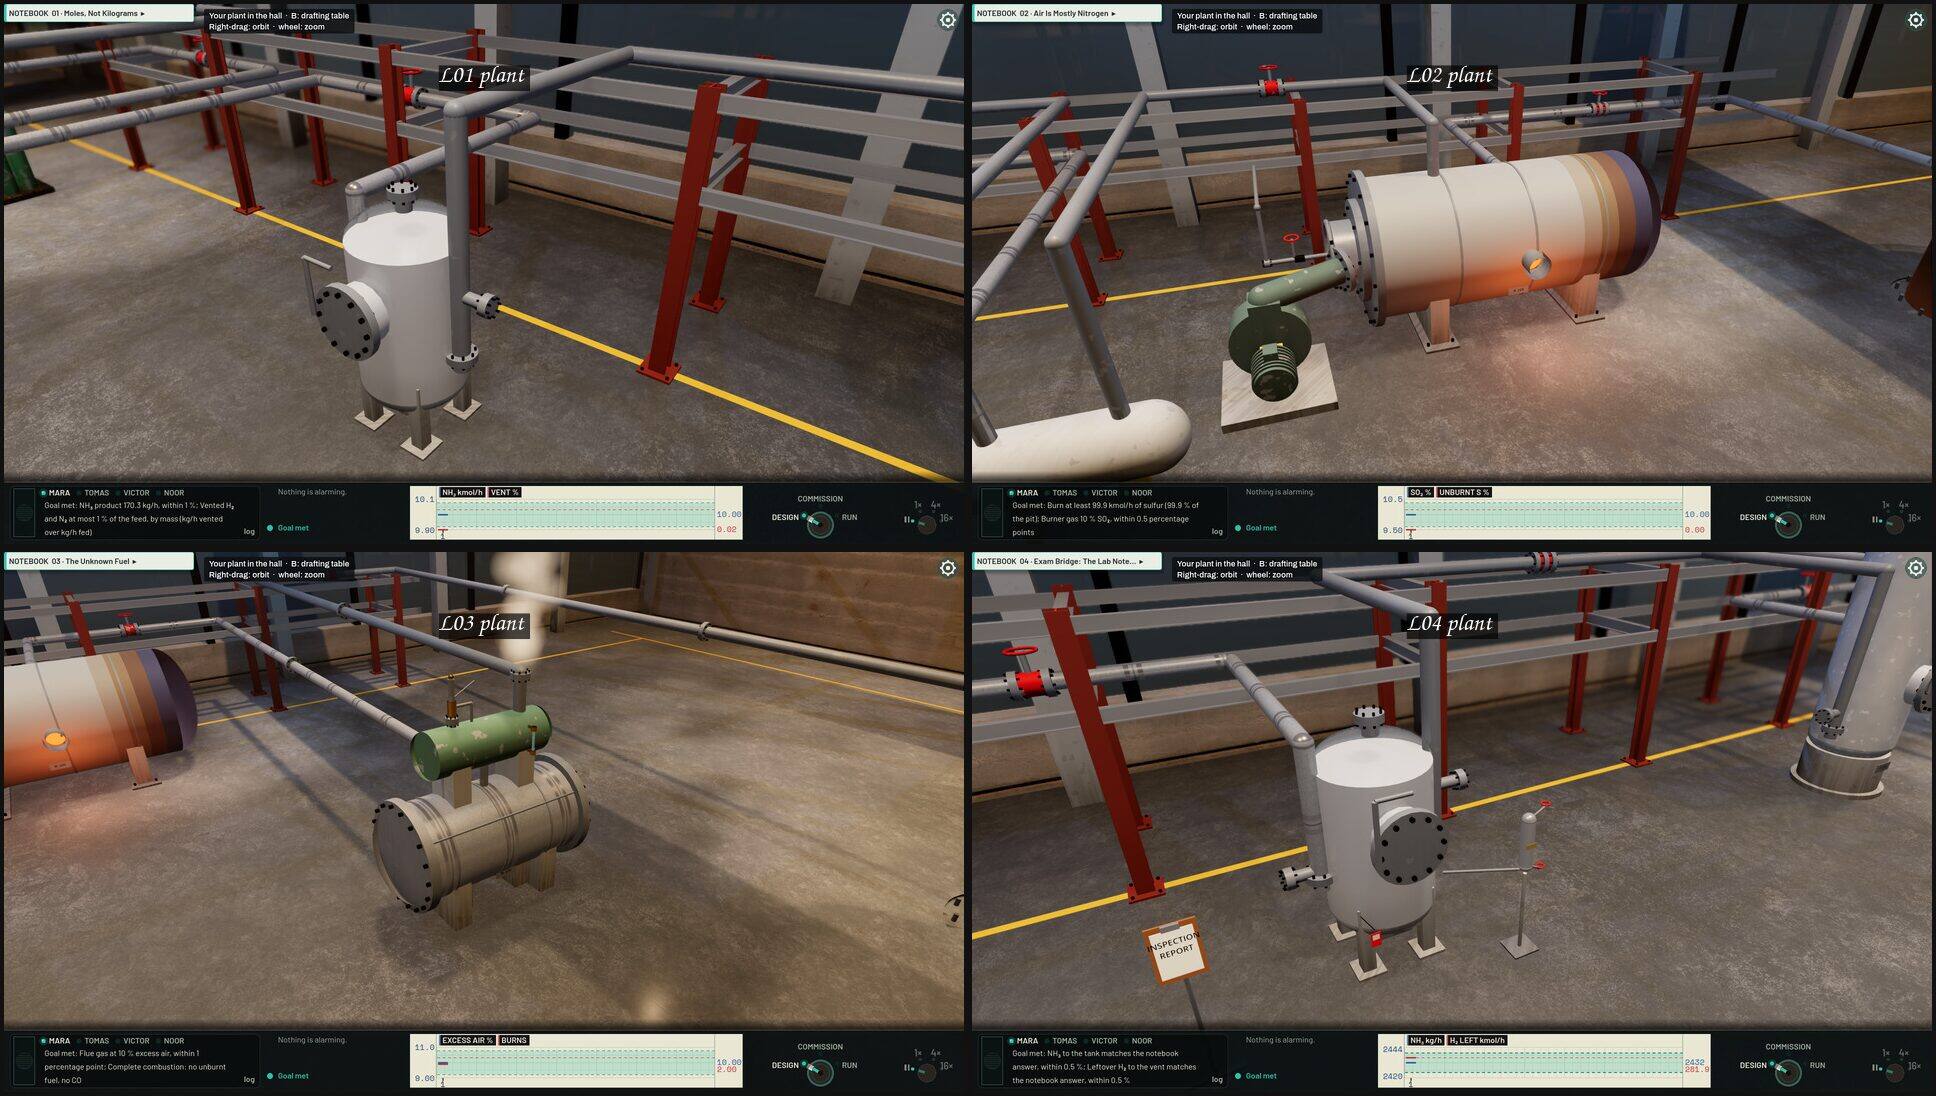 NOTEBOOK 01 · Moles, Not Kilograms ▸
Your plant in the hall · B: drafting table
Right-drag: orbit · wheel: zoom
L01 plant
MARA TOMAS VICTOR NOOR
Goal met: NH₃ product 170.3 kg/h, within 1 %; Vented H₂
and N₂ at most 1 % of the feed, by mass (kg/h vented
over kg/h fed)
log
Nothing is alarming.
Goal met
NH₃ kmol/h VENT %
10.1
10.00
9.90
0.02
COMMISSION
DESIGN RUN
1× 4×
16×
NOTEBOOK 02 · Air Is Mostly Nitrogen ▸
Your plant in the hall · B: drafting table
Right-drag: orbit · wheel: zoom
L02 plant
MARA TOMAS VICTOR NOOR
Goal met: Burn at least 99.9 kmol/h of sulfur (99.9 % of
the pit); Burner gas 10 % SO₂, within 0.5 percentage
points
log
Nothing is alarming.
Goal met
SO₂ % UNBURNT S %
10.5
10.00
9.50
0.00
COMMISSION
DESIGN RUN
1× 4×
16×
NOTEBOOK 03 · The Unknown Fuel ▸
Your plant in the hall · B: drafting table
Right-drag: orbit · wheel: zoom
L03 plant
MARA TOMAS VICTOR NOOR
Goal met: Flue gas at 10 % excess air, within 1
percentage point; Complete combustion: no unburnt
fuel, no CO
log
Nothing is alarming.
Goal met
EXCESS AIR % BURNS
11.0
10.00
2.00
9.00
COMMISSION
DESIGN RUN
1× 4×
16×
NOTEBOOK 04 · Exam Bridge: The Lab Note... ▸
Your plant in the hall · B: drafting table
Right-drag: orbit · wheel: zoom
L04 plant
INSPECTION
REPORT
MARA TOMAS VICTOR NOOR
Goal met: NH₃ to the tank matches the notebook
answer, within 0.5 %; Leftover H₂ to the vent matches
the notebook answer, within 0.5 %
log
Nothing is alarming.
Goal met
NH₃ kg/h H₂ LEFT kmol/h
2444
2432
281.9
2420
COMMISSION
DESIGN RUN
1× 4×
16×